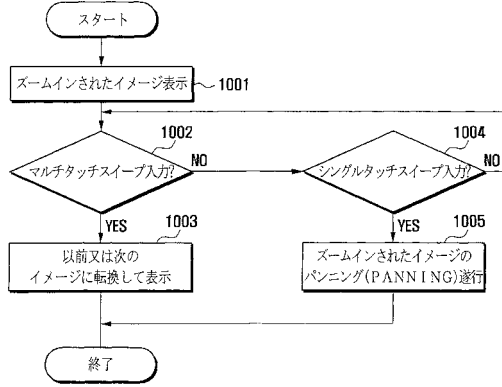 スタート
ズームインされたイメージ表示
1001
1002
マルチタッチスイープ入力?
NO
1004
シングルタッチスイープ入力?
NO
YES
1003
以前又は次の
イメージに転換して表示
YES
1005
ズームインされたイメージの
パンニング(PANNING)遂行
終了